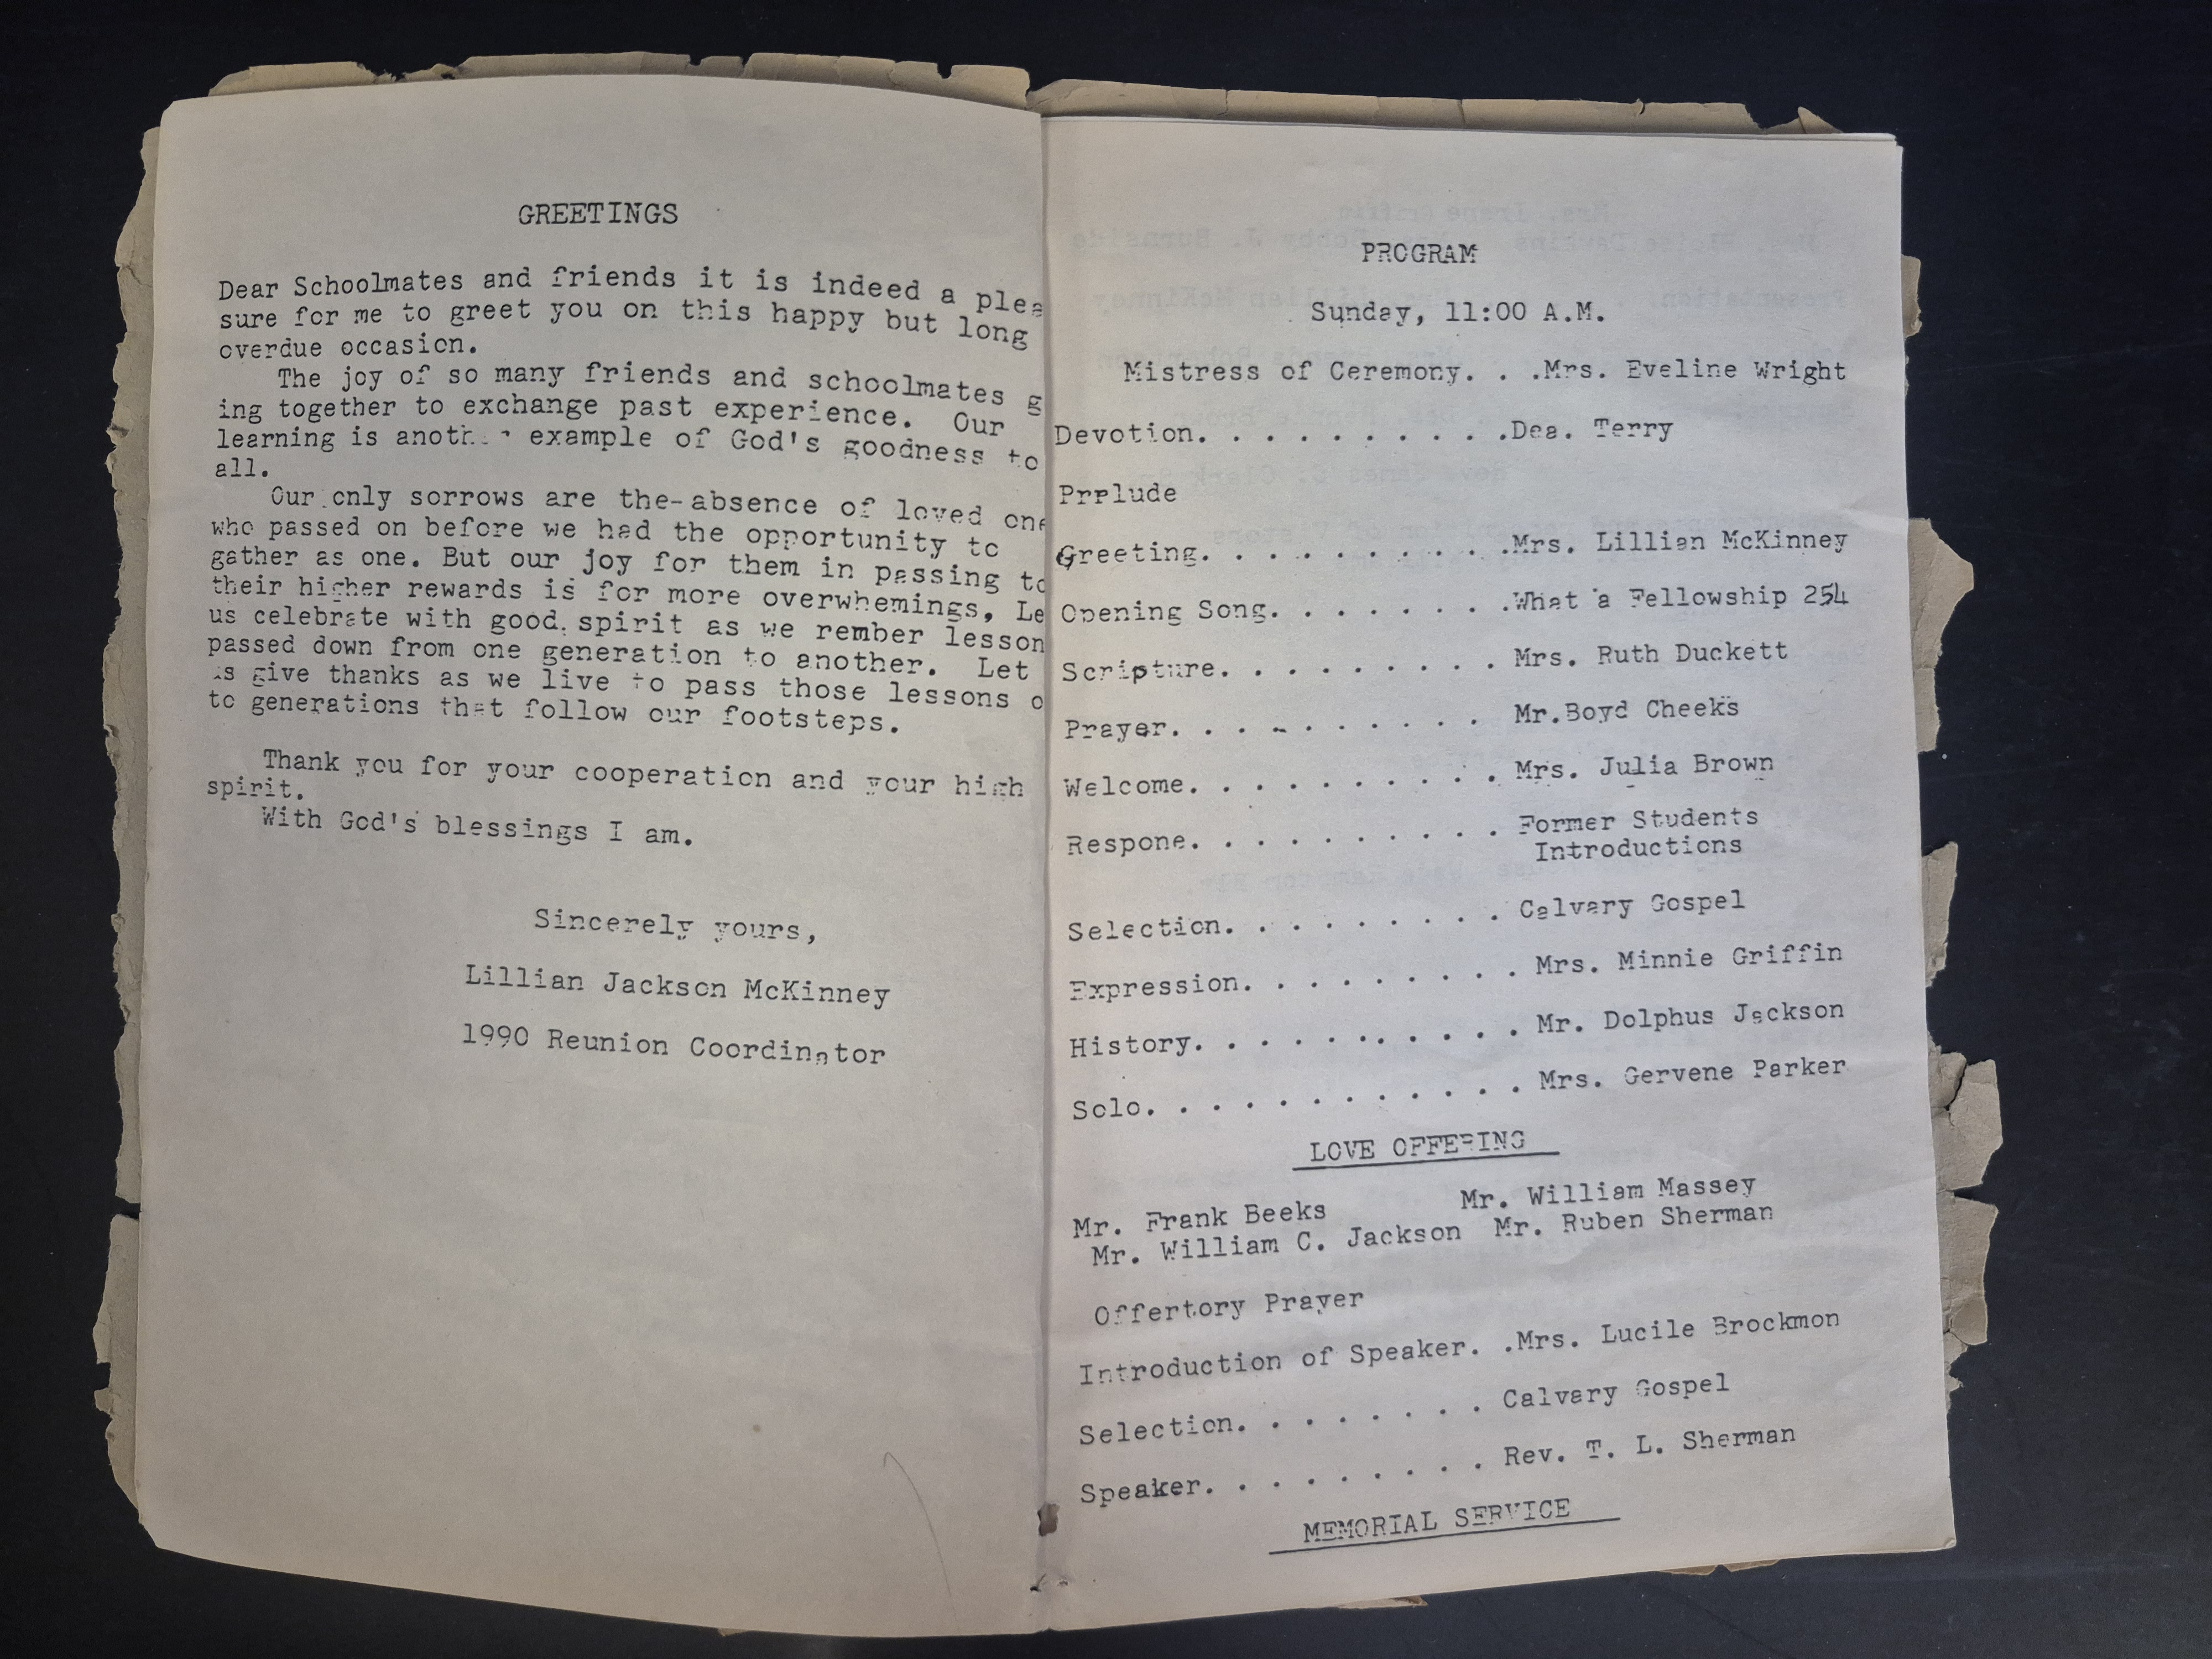 GREETINGS
Dear Schoolmates and friends it is indeed a plea
sure for me to greet you on this happy but long
overdue occasion.
The joy of so many friends and schoolmates g
ing together to exchange past experience. Our
learning is example of God's goodness to
all.
Our only sorrows are the-absence of loved one
who passed on before we had the opportunity to
gather as one. But our joy for them in passing to
their higher rewards is for more overwhemings, Le
us celebrate with good spirit as we rember lesson
passed down from one generation to another. Let
us give thanks as we live to pass those lessons o
to generations that follow our footsteps.
Thank you for your cooperation and your high
spirit.
With God's blessings I am.
Sincerely yours,
Lillian Jackson McKinney
1990 Reunion Coordinator
PROGRAM
Sunday, 11:00 A.M.
Mistress of Ceremony. . .Mrs. Eveline Wright
Devotion. . . . . . . . . .Dea. Terry
Prrlude
Greeting. . . . . . . . . .Mrs. Lillian McKinney
Opening Song. . . . . . . .What a Fellowship 254
Scripture. . . . . . . . . Mrs. Ruth Duckett
Prayer. . . . . . . . . . Mr.Boyd Cheeks
Welcome. . . . . . . . . . Mrs. Julia Brown
Respone. . . . . . . . . . Former Students
Introductions
Selection. . . . . . . . . Calvary Gospel
Expression. . . . . . . . . Mrs. Minnie Griffin
History. . . . . . . . . . . Mr. Dolphus Jackson
Solo. . . . . . . . . . . . Mrs. Gervene Parker
LOVE OFFERING
Mr. Frank Beeks Mr. William Massey
Mr. William C. Jackson Mr. Ruben Sherman
Offertory Prayer
Introduction of Speaker. .Mrs. Lucile Brockmon
Selection. . . . . . . . Calvary Gospel
Speaker. . . . . . . . . Rev. T. L. Sherman
MEMORIAL SERVICE